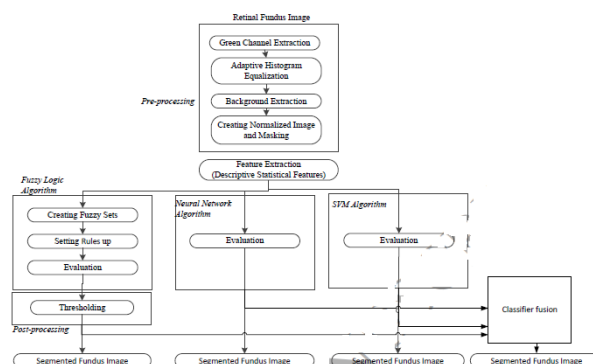 Retinal Fundus Image
Green Channel Extraction
Adaptive Histogram
Equalization
Pre-processing
Background Extraction
Creating Normalized Image
and Masking
Feature Extraction
(Descriptive Statistical Features)
Fuzzy Logic
Algorithm
Creating Fuzzy Sets
Setting Rules up
Evaluation
Thresholding
Post-processing
Neural Network
Algorithm
Evaluation
SVM Algorithm
Evaluation
Classifier fusion
Segmented Fundus Image
Segmented Fundus Image
Segmented Fundus Image
Segmented Fundus Image